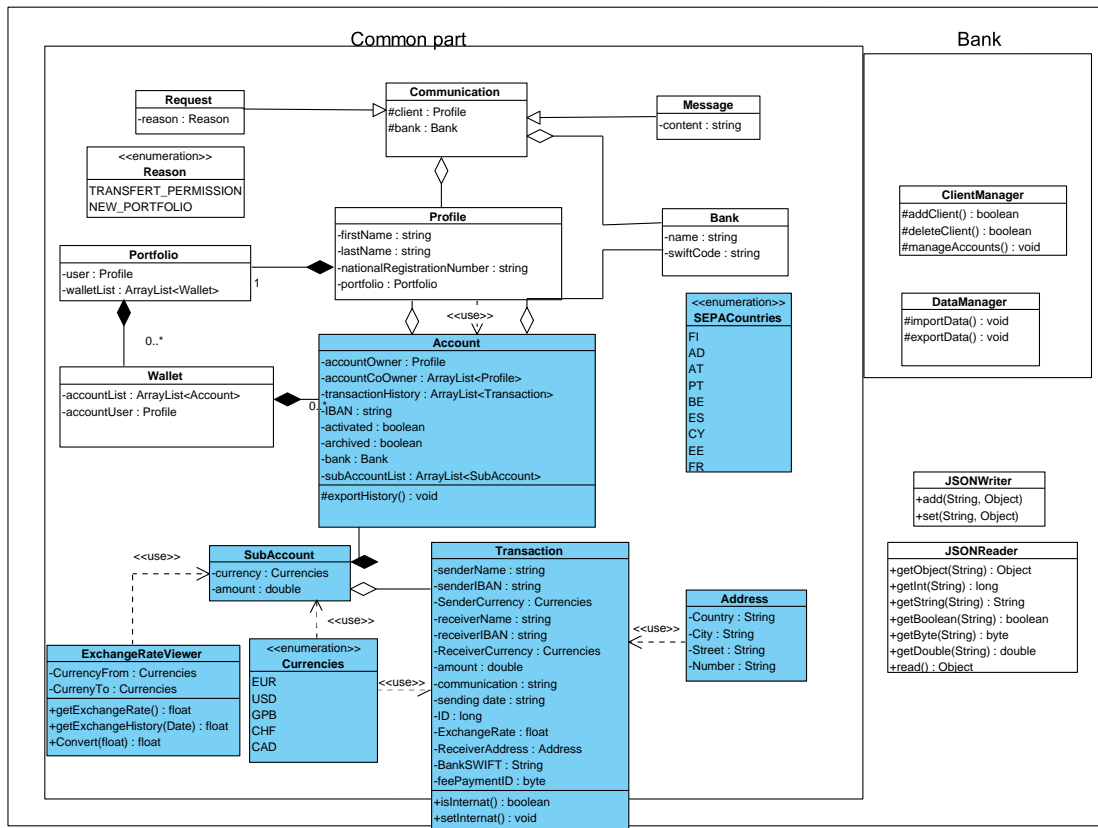 Common part
Bank
Request
-reason : Reason
Communication
#client : Profile
#bank : Bank
Message
-content : string
<<enumeration>>
Reason
TRANSFERT_PERMISSION
NEW_PORTFOLIO
ClientManager
#addClient() : boolean
#deleteClient() : boolean
#manageAccounts() : void
Profile
-firstName : string
-lastName : string
-nationalRegistrationNumber : string
-portfolio : Portfolio
Bank
-name : string
-swiftCode : string
Portfolio
-user : Profile
-walletList : ArrayList<Wallet>
1
0..*
<<use>>
<<enumeration>>
SEPACountries
FI
AD
AT
PT
BE
ES
CY
EE
FR
DataManager
#importData() : void
#exportData() : void
Wallet
-accountList : ArrayList<Account>
-accountUser : Profile
0..*
Account
-accountOwner : Profile
-accountCoOwner : ArrayList<Profile>
-transactionHistory : ArrayList<Transaction>
-IBAN : string
-activated : boolean
-archived : boolean
-bank : Bank
-subAccountList : ArrayList<SubAccount>
#exportHistory() : void
JSONWriter
+add(String, Object)
+set(String, Object)
JSONReader
+getObject(String) : Object
+getInt(String) : long
+getString(String) : String
+getBoolean(String) : boolean
+getByte(String) : byte
+getDouble(String) : double
+read() : Object
<<use>>
SubAccount
-currency : Currencies
-amount : double
<<use>>
Transaction
-senderName : string
-senderIBAN : string
-SenderCurrency : Currencies
-receiverName : string
-receiverIBAN : string
-ReceiverCurrency : Currencies
-amount : double
-communication : string
-sending date : string
-ID : long
-ExchangeRate : float
-ReceiverAddress : Address
-BankSWIFT : String
-feePaymentID : byte
+isInternat() : boolean
+setInternat() : void
<<use>>
Address
-Country : String
-City : String
-Street : String
-Number : String
ExchangeRateViewer
-CurrencyFrom : Currencies
-CurrenyTo : Currencies
+getExchangeRate() : float
+getExchangeHistory(Date) : float
+Convert(float) : float
<<enumeration>>
Currencies
EUR
USD
GPB
CHF
CAD
<<use>>